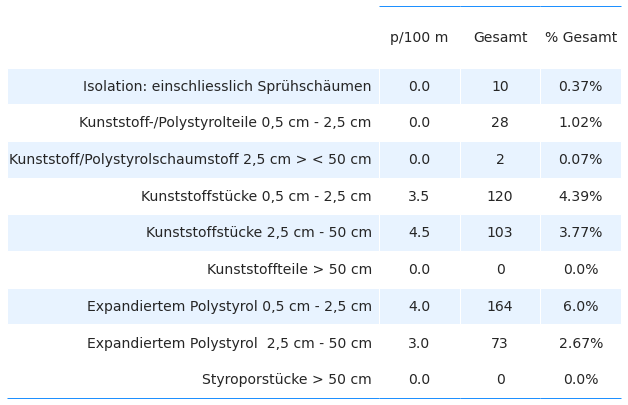 p/100 m Gesamt % Gesamt
Isolation: einschliesslich Sprühschäumen 0.0 10 0.37%
Kunststoff-/Polystyrolteile 0,5 cm - 2,5 cm 0.0 28 1.02%
Kunststoff/Polystyrolschaumstoff 2,5 cm > < 50 cm 0.0 2 0.07%
Kunststoffstücke 0,5 cm - 2,5 cm 3.5 120 4.39%
Kunststoffstücke 2,5 cm - 50 cm 4.5 103 3.77%
Kunststoffteile > 50 cm 0.0 0 0.0%
Expandiertem Polystyrol 0,5 cm - 2,5 cm 4.0 164 6.0%
Expandiertem Polystyrol 2,5 cm - 50 cm 3.0 73 2.67%
Styroporstücke > 50 cm 0.0 0 0.0%